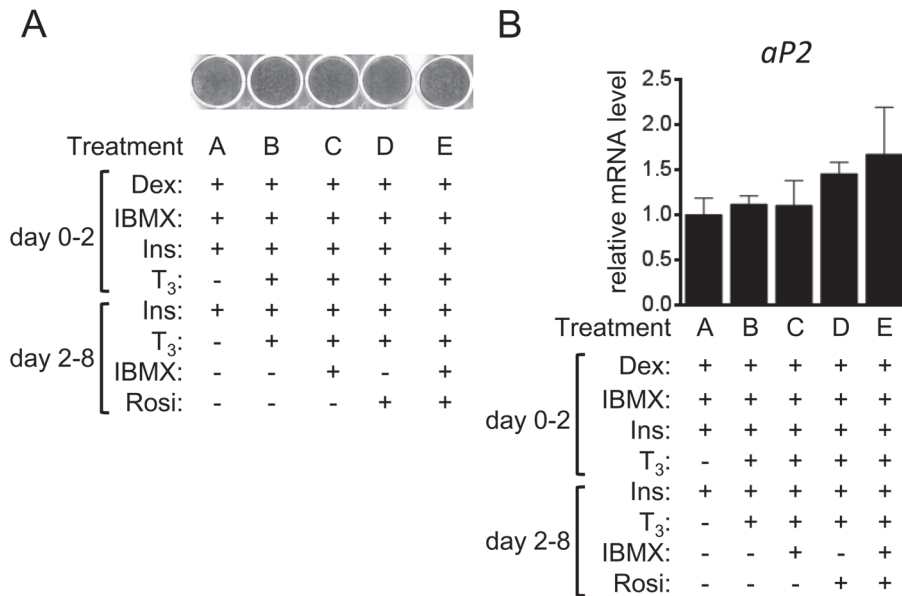 A
Treatment A B C D E
day 0-2
Dex: + + + + +
IBMX: + + + + +
Ins: + + + + +
T3: - + + + +
day 2-8
Ins: + + + + +
T3: - + + + +
IBMX: - - + - +
Rosi: - - - + +
B
aP2
relative mRNA level
2.5
2.0
1.5
1.0
0.5
0.0
Treatment A B C D E
day 0-2
Dex: + + + + +
IBMX: + + + + +
Ins: + + + + +
T3: - + + + +
day 2-8
Ins: + + + + +
T3: - + + + +
IBMX: - - + - +
Rosi: - - - + +